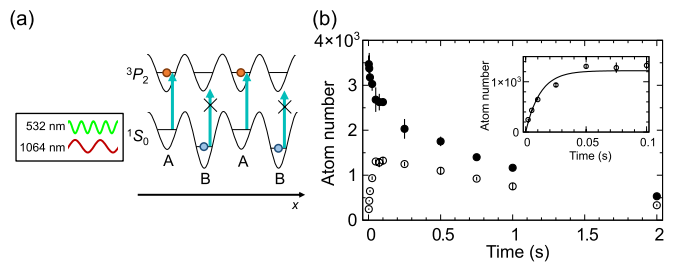 (a)
³P₂
532 nm
1064 nm
¹S₀
A
B
A
B
x
(b)
4×10³
3
2
1
0
Atom number
0
0.5
1
1.5
2
Time (s)
1×10³
0
Atom number
0
0.05
0.1
Time (s)